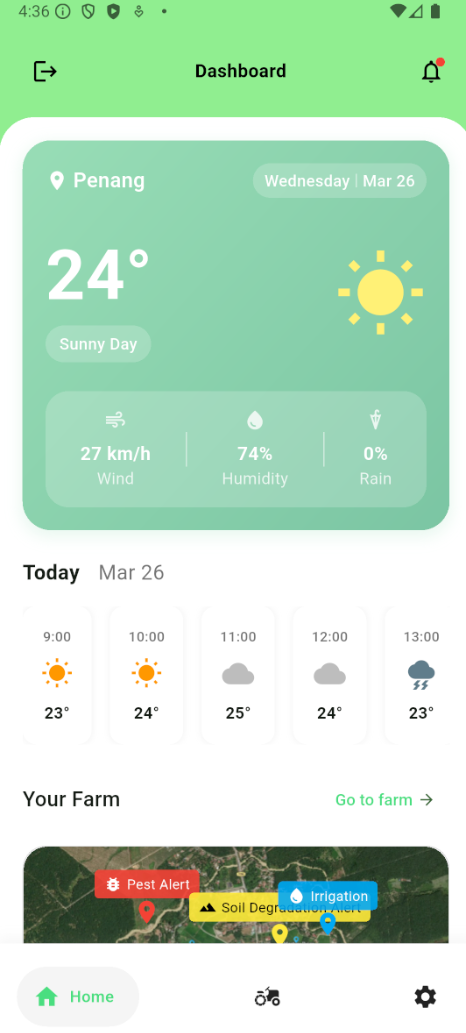 4:36
Dashboard
Penang
Wednesday | Mar 26
24°
Sunny Day
27 km/h
74%
0%
Wind
Humidity
Rain
Today Mar 26
9:00
10:00
11:00
12:00
13:00
23°
24°
25°
24°
23°
Your Farm
Go to farm →
Pest Alert
Irrigation
Soil Degradation Alert
Home